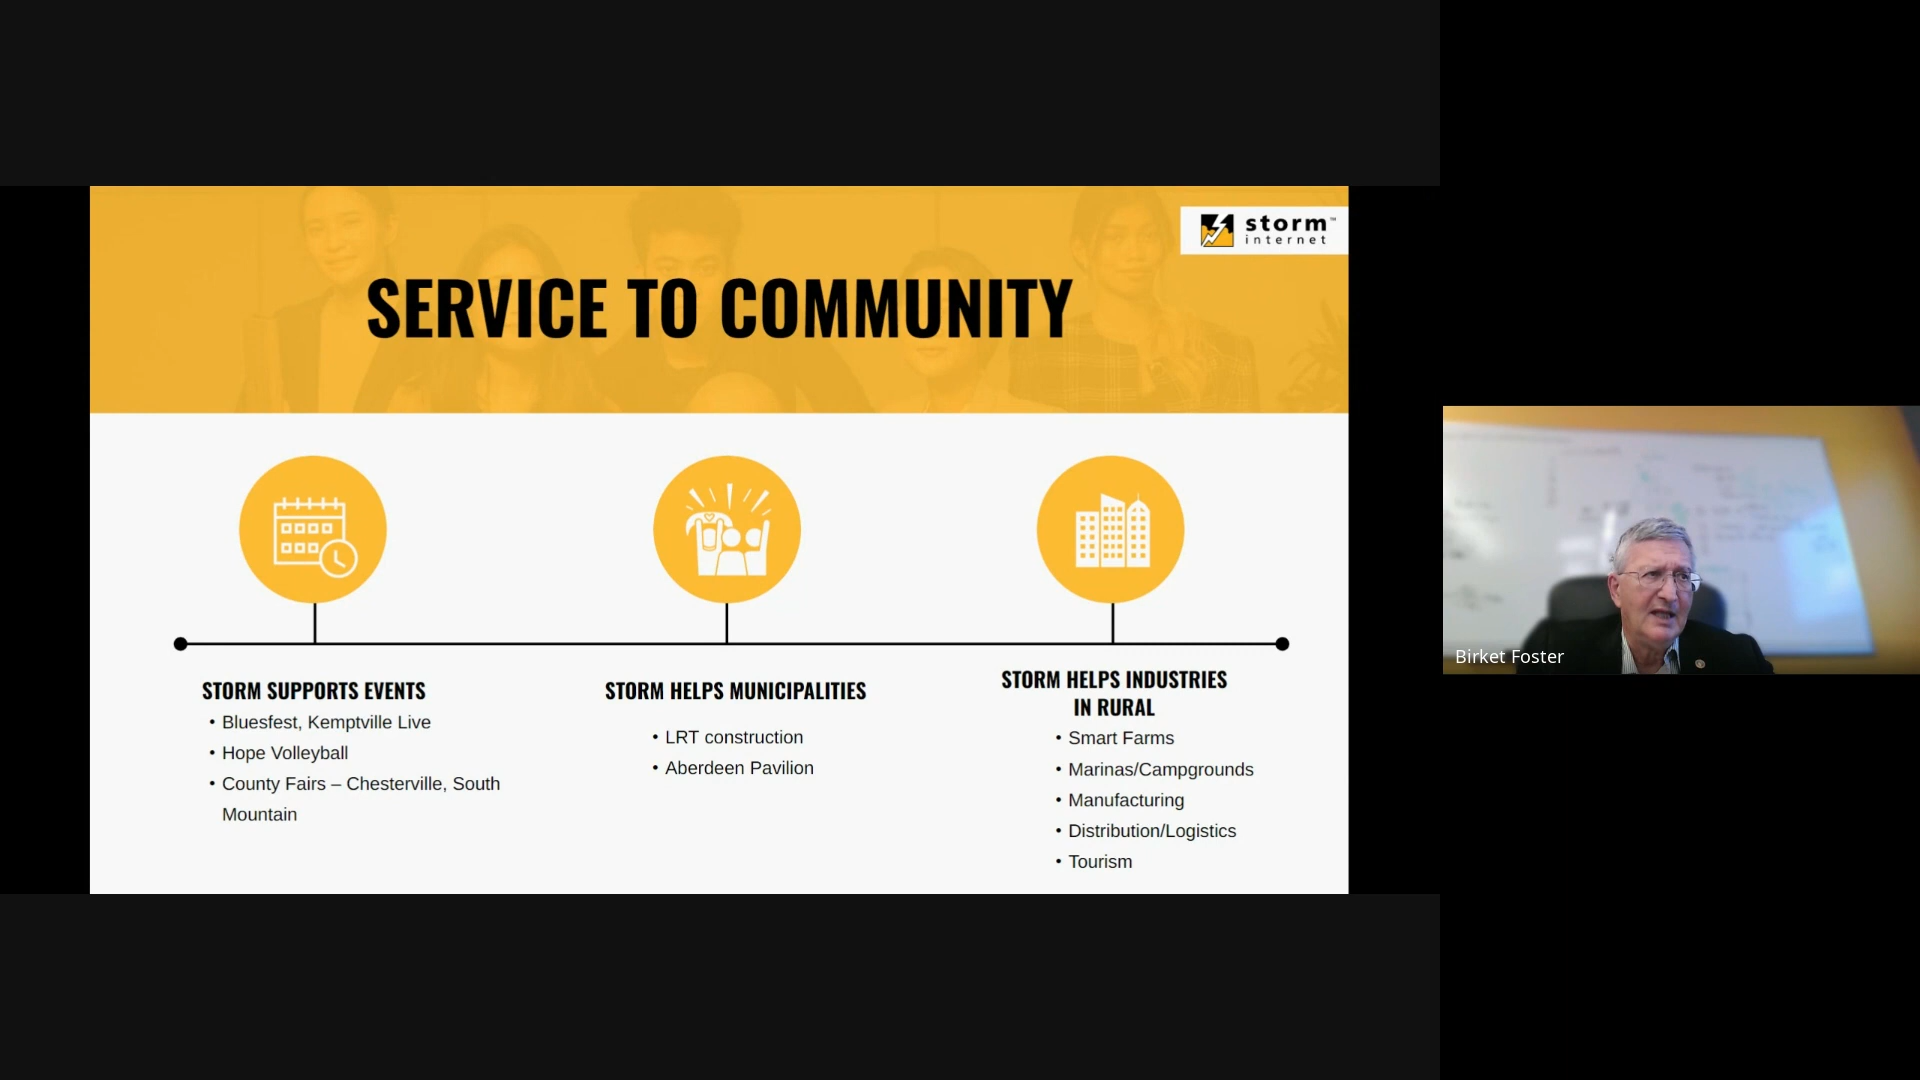 storm™
internet
SERVICE TO COMMUNITY
STORM SUPPORTS EVENTS
• Bluesfest, Kemptville Live
• Hope Volleyball
• County Fairs – Chesterville, South
Mountain
STORM HELPS MUNICIPALITIES
• LRT construction
• Aberdeen Pavilion
STORM HELPS INDUSTRIES
IN RURAL
• Smart Farms
• Marinas/Campgrounds
• Manufacturing
• Distribution/Logistics
• Tourism
Birket Foster